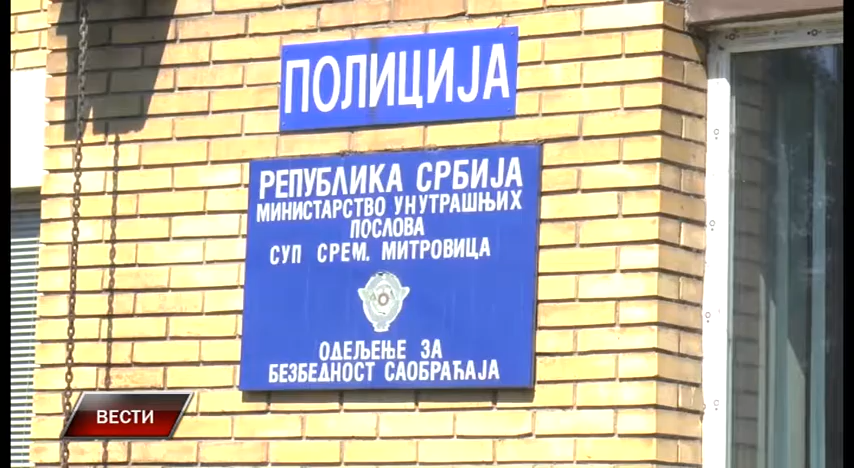 ПОЛИЦИЈА
РЕПУБЛИКА СРБИЈА
МИНИСТАРСТВО УНУТРАШЊИХ
ПОСЛОВА
СУП СРЕМ. МИТРОВИЦА
ОДЕЉЕЊЕ ЗА
БЕЗБЕДНОСТ САОБРАЋАЈА
ВЕСТИ